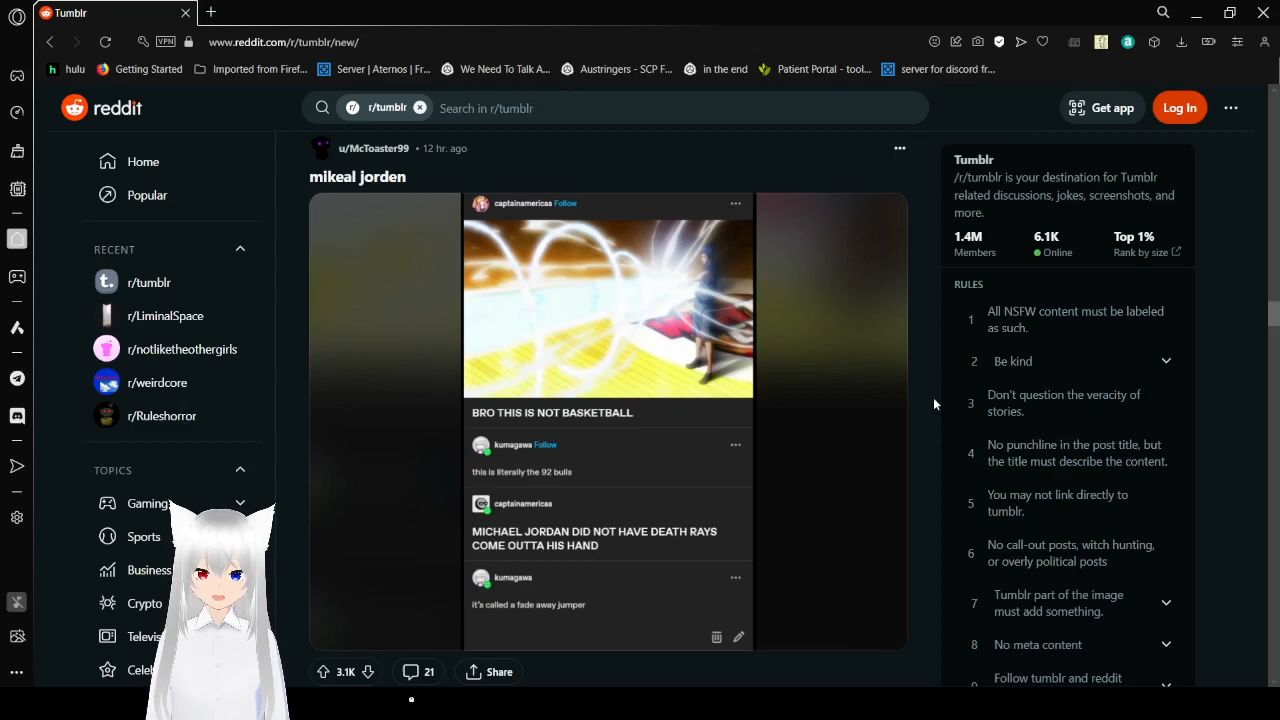 Tumblr
www.reddit.com/r/tumblr/new/
VPN
hulu
Getting Started
Imported from Firef...
Server | Aternos | Fr...
We Need To Talk A...
Austringers - SCP F...
in the end
Patient Portal - tool...
server for discord fr...
reddit
r/ r/tumblr
Search in r/tumblr
Get app
Log In
Home
Popular
RECENT
r/tumblr
r/LiminalSpace
r/notliketheothergirls
r/weirdcore
r/Ruleshorror
TOPICS
Gaming
Sports
Business
Crypto
Televis
Celeb
u/McToaster99 • 12 hr. ago
mikeal jorden
captainamericaa Follow
BRO THIS IS NOT BASKETBALL
kumagawa Follow
this is literally the 92 bulls
captainamericaa
MICHAEL JORDAN DID NOT HAVE DEATH RAYS
COME OUTTA HIS HAND
kumagawa
it's called a fade away jumper
3.1K
21
Share
Tumblr
/r/tumblr is your destination for Tumblr
related discussions, jokes, screenshots, and
more.
1.4M
Members
6.1K
Online
Top 1%
Rank by size
RULES
1 All NSFW content must be labeled
as such.
2 Be kind
3 Don't question the veracity of
stories.
4 No punchline in the post title, but
the title must describe the content.
5 You may not link directly to
tumblr.
6 No call-out posts, witch hunting,
or overly political posts
7 Tumblr part of the image
must add something.
8 No meta content
9 Follow tumblr and reddit